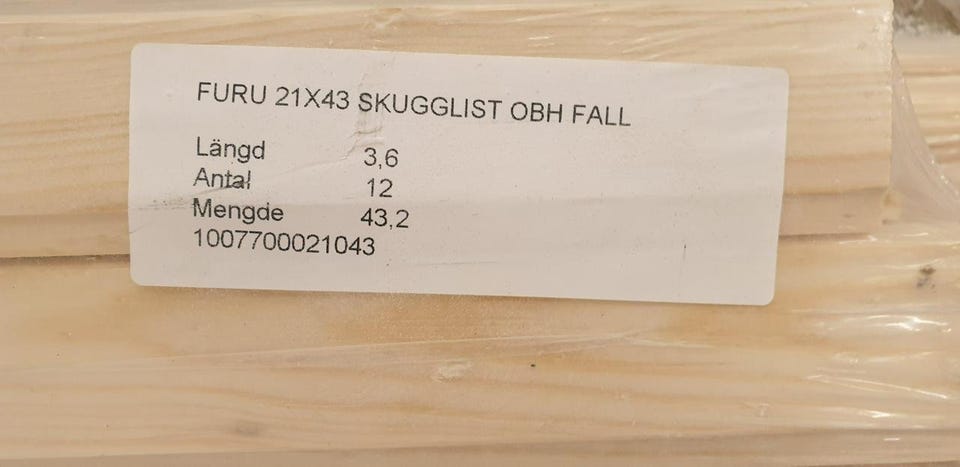 FURU 21X43 SKUGGLIST OBH FALL
Längd 3,6
Antal 12
Mengde 43,2
1007700021043